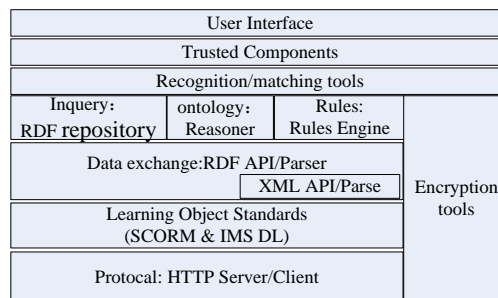 User Interface
Trusted Components
Recognition/matching tools
Inquery：
RDF repository
ontology:
Reasoner
Rules:
Rules Engine
Data exchange:RDF API/Parser
XML API/Parse
Encryption
tools
Learning Object Standards
(SCORM & IMS DL)
Protocal: HTTP Server/Client